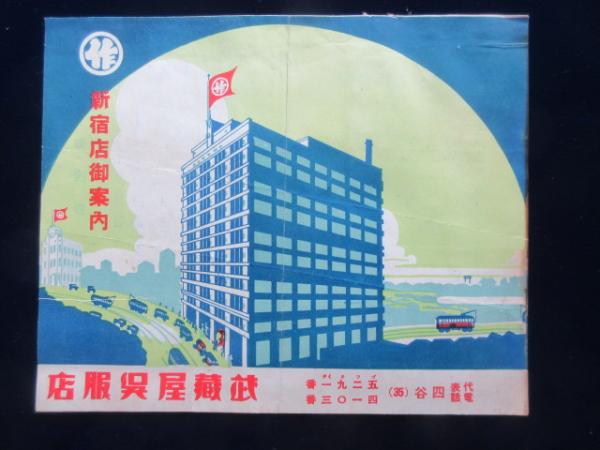 作
新宿店御案内
作
武藏屋呉服店
代表電話 四谷 (35) 五二九一番
四一〇三番